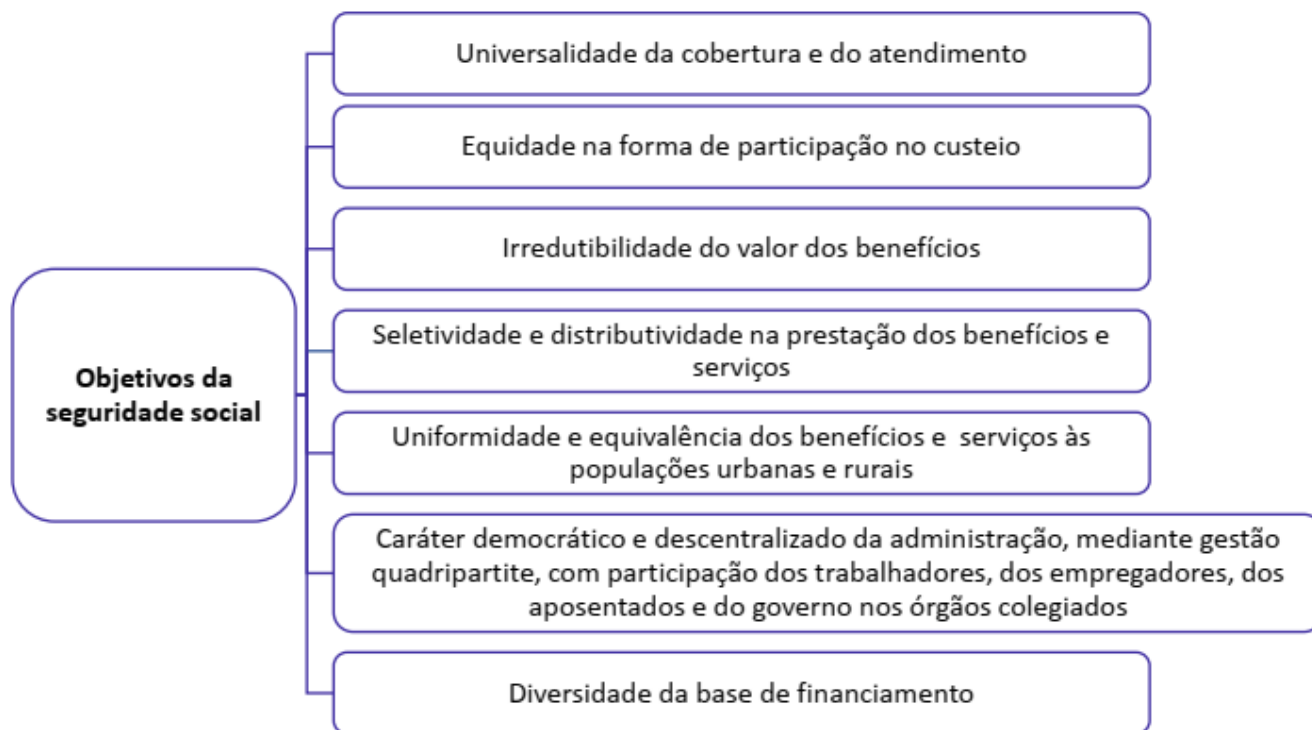 Universalidade da cobertura e do atendimento
Equidade na forma de participação no custeio
Irredutibilidade do valor dos benefícios
Seletividade e distributividade na prestação dos benefícios e
serviços
Objetivos da
seguridade social
Uniformidade e equivalência dos benefícios e serviços às
populações urbanas e rurais
Caráter democrático e descentralizado da administração, mediante gestão
quadripartite, com participação dos trabalhadores, dos empregadores, dos
aposentados e do governo nos órgãos colegiados
Diversidade da base de financiamento